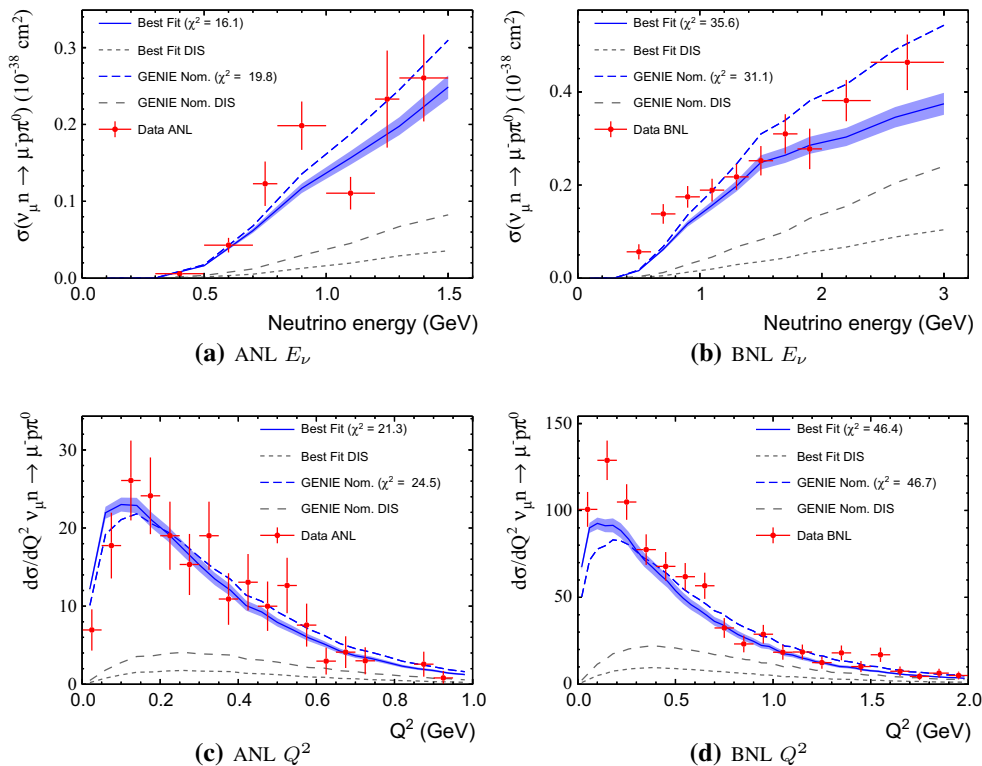 σ(νμn → μ⁻pπ⁰) (10⁻³⁸ cm²)
0.3
0.2
0.1
0.0
Best Fit (χ² = 16.1)
Best Fit DIS
GENIE Nom. (χ² = 19.8)
GENIE Nom. DIS
Data ANL
0.0 0.5 1.0 1.5
Neutrino energy (GeV)
(a) ANL Eν
σ(νμn → μ⁻pπ⁰) (10⁻³⁸ cm²)
0.4
0.2
0.0
Best Fit (χ² = 35.6)
Best Fit DIS
GENIE Nom. (χ² = 31.1)
GENIE Nom. DIS
Data BNL
0 1 2 3
Neutrino energy (GeV)
(b) BNL Eν
dσ/dQ² νμn → μ⁻pπ⁰
30
20
10
0
Best Fit (χ² = 21.3)
Best Fit DIS
GENIE Nom. (χ² = 24.5)
GENIE Nom. DIS
Data ANL
0.0 0.2 0.4 0.6 0.8 1.0
Q² (GeV)
(c) ANL Q²
dσ/dQ² νμn → μ⁻pπ⁰
150
100
50
0
Best Fit (χ² = 46.4)
Best Fit DIS
GENIE Nom. (χ² = 46.7)
GENIE Nom. DIS
Data BNL
0.0 0.5 1.0 1.5 2.0
Q² (GeV)
(d) BNL Q²